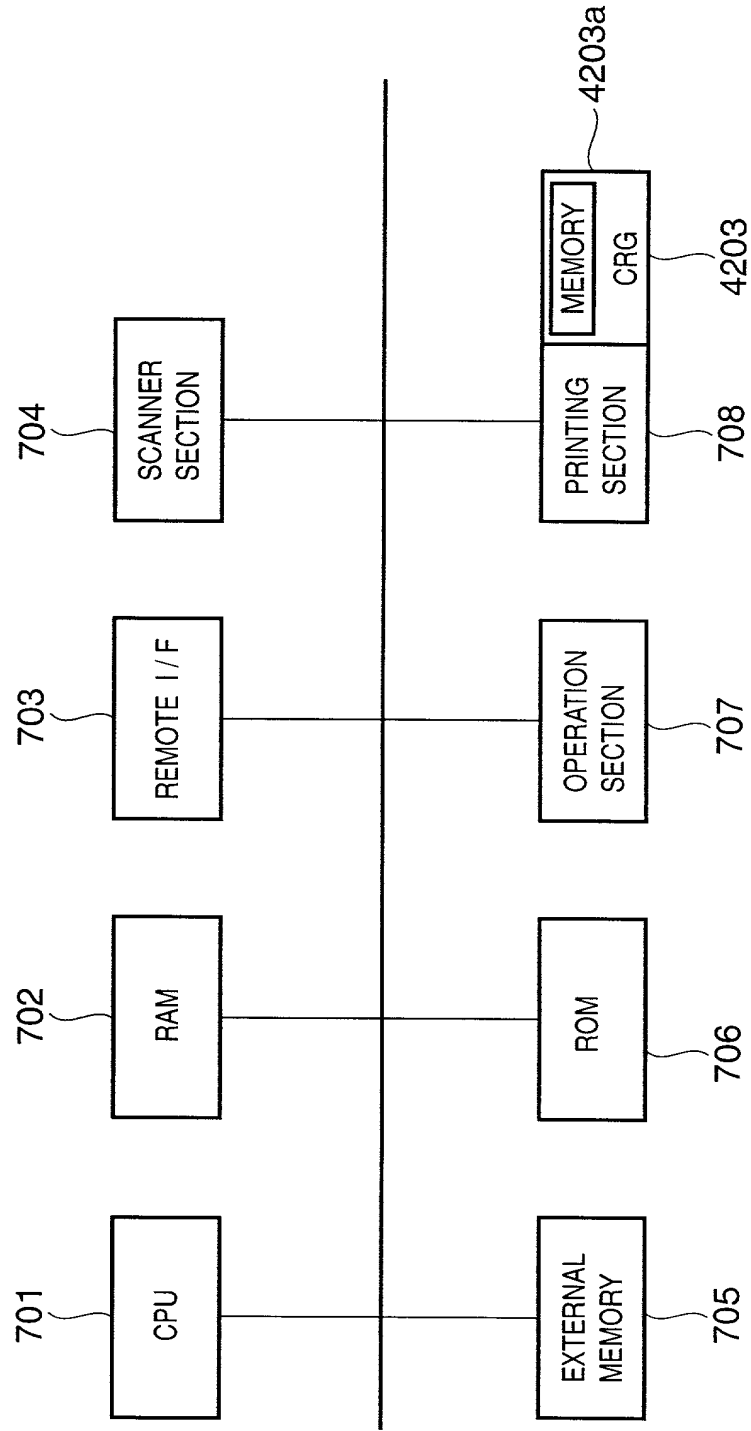 701
702
703
704
CPU
RAM
REMOTE I/F
SCANNER
SECTION
EXTERNAL
MEMORY
ROM
OPERATION
SECTION
PRINTING
SECTION
MEMORY
CRG
4203a
705
706
707
708
4203